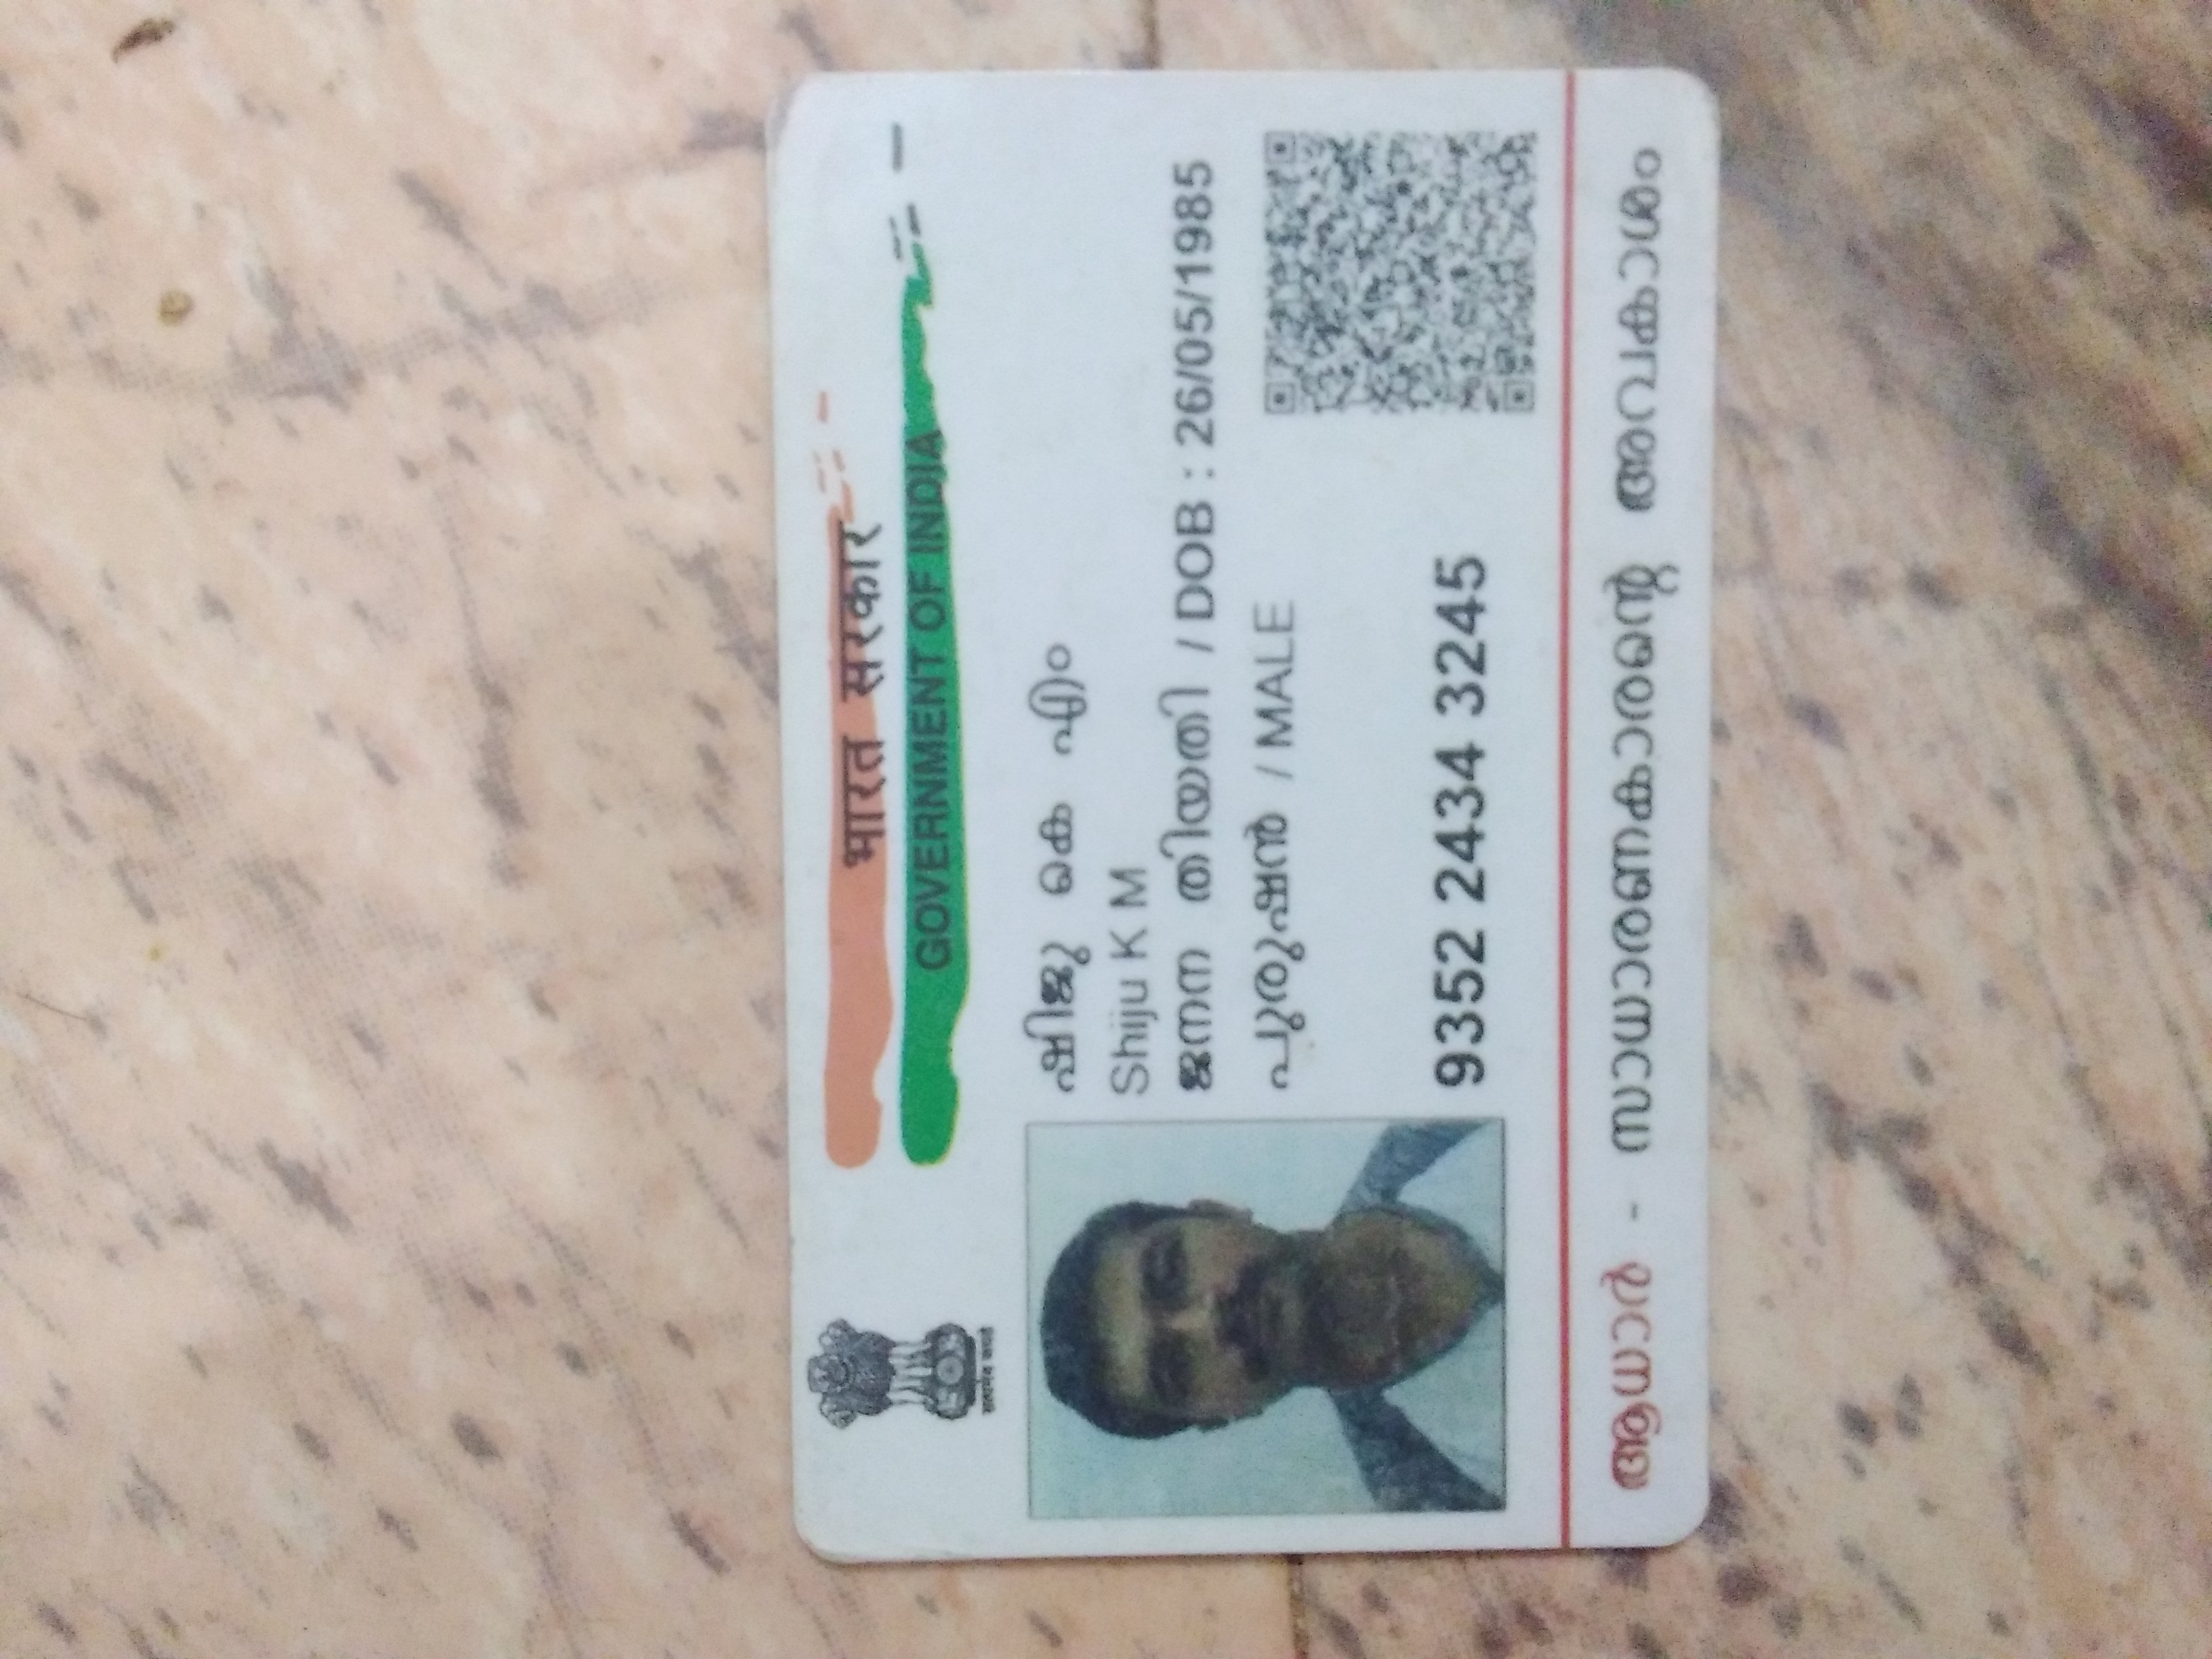 भारत सरकार
GOVERNMENT OF INDIA
सत्यमेव जयते
ഷിജു കെ എം
Shiju K M
ജനന തിയതി / DOB : 26/05/1985
പുരുഷൻ / MALE
9352 2434 3245
ആധാർ - സാധാരണകാരന്റെ അവകാശം